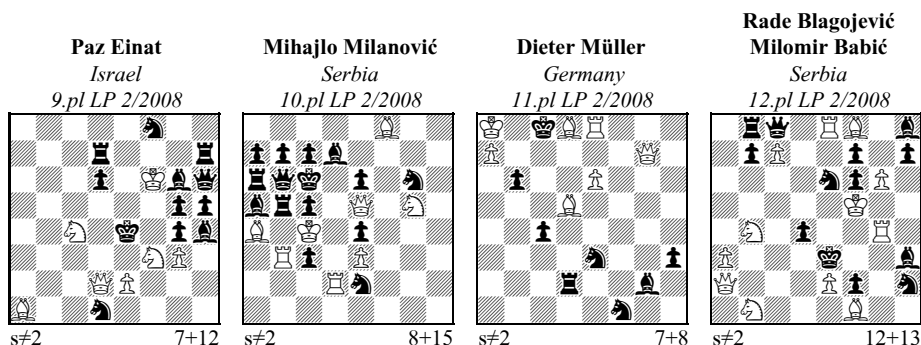 Paz Einat
Israel
9.pl LP 2/2008
s≠2 7+12
Mihajlo Milanović
Serbia
10.pl LP 2/2008
s≠2 8+15
Dieter Müller
Germany
11.pl LP 2/2008
s≠2 7+8
Rade Blagojević
Milomir Babić
Serbia
12.pl LP 2/2008
s≠2 12+13